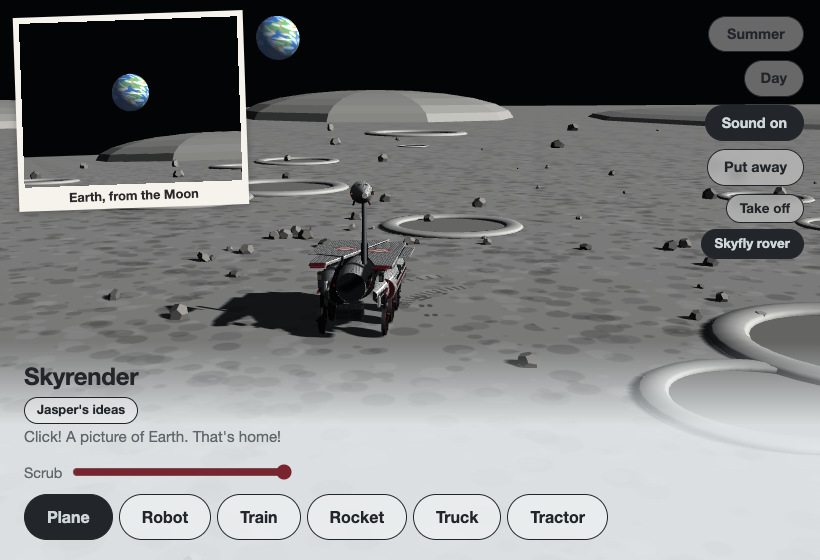 Earth, from the Moon
Summer
Day
Sound on
Put away
Take off
Skyfly rover
Skyrender
Jasper's ideas
Click! A picture of Earth. That's home!
Scrub
Plane
Robot
Train
Rocket
Truck
Tractor